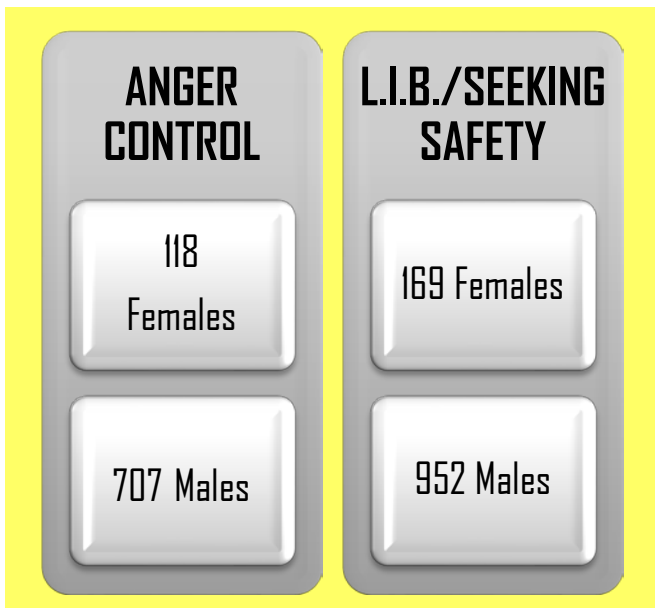 ANGER
CONTROL
118
Females
707 Males
L.I.B./SEEKING
SAFETY
169 Females
952 Males